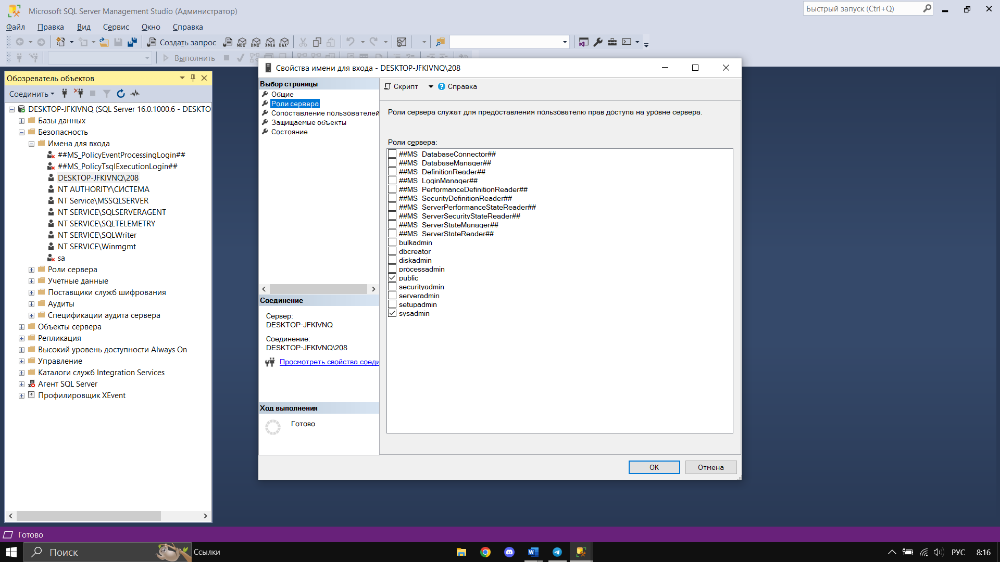 Microsoft SQL Server Management Studio (Администратор)
Быстрый запуск (Ctrl+Q)
Файл Правка Вид Сервис Окно Справка
Создать запрос MDX DMX XMLA DAX
Выполнить
Обозреватель объектов
Соединить
DESKTOP-JFKIVNQ (SQL Server 16.0.1000.6 - DESKTO
Базы данных
Безопасность
Имена для входа
##MS_PolicyEventProcessingLogin##
##MS_PolicyTsqlExecutionLogin##
DESKTOP-JFKIVNQ\208
NT AUTHORITY\СИСТЕМА
NT Service\MSSQLSERVER
NT SERVICE\SQLSERVERAGENT
NT SERVICE\SQLTELEMETRY
NT SERVICE\SQLWriter
NT SERVICE\Winmgmt
sa
Роли сервера
Учетные данные
Поставщики служб шифрования
Аудиты
Спецификации аудита сервера
Объекты сервера
Репликация
Высокий уровень доступности Always On
Управление
Каталоги служб Integration Services
Агент SQL Server
Профилировщик XEvent
Свойства имени для входа - DESKTOP-JFKIVNQ\208
Выбор страницы
Общие
Роли сервера
Сопоставление пользователей
Защищаемые объекты
Состояние
Соединение
Сервер:
DESKTOP-JFKIVNQ
Соединение:
DESKTOP-JFKIVNQ\208
Просмотреть свойства соеди
Ход выполнения
Готово
Скрипт Справка
Роли сервера служат для предоставления пользователю прав доступа на уровне сервера.
Роли сервера:
##MS_DatabaseConnector##
##MS_DatabaseManager##
##MS_DefinitionReader##
##MS_LoginManager##
##MS_PerformanceDefinitionReader##
##MS_SecurityDefinitionReader##
##MS_ServerPerformanceStateReader##
##MS_ServerSecurityStateReader##
##MS_ServerStateManager##
##MS_ServerStateReader##
bulkadmin
dbcreator
diskadmin
processadmin
public
securityadmin
serveradmin
setupadmin
sysadmin
ОК Отмена
Готово
Поиск Ссылки РУС 8:16